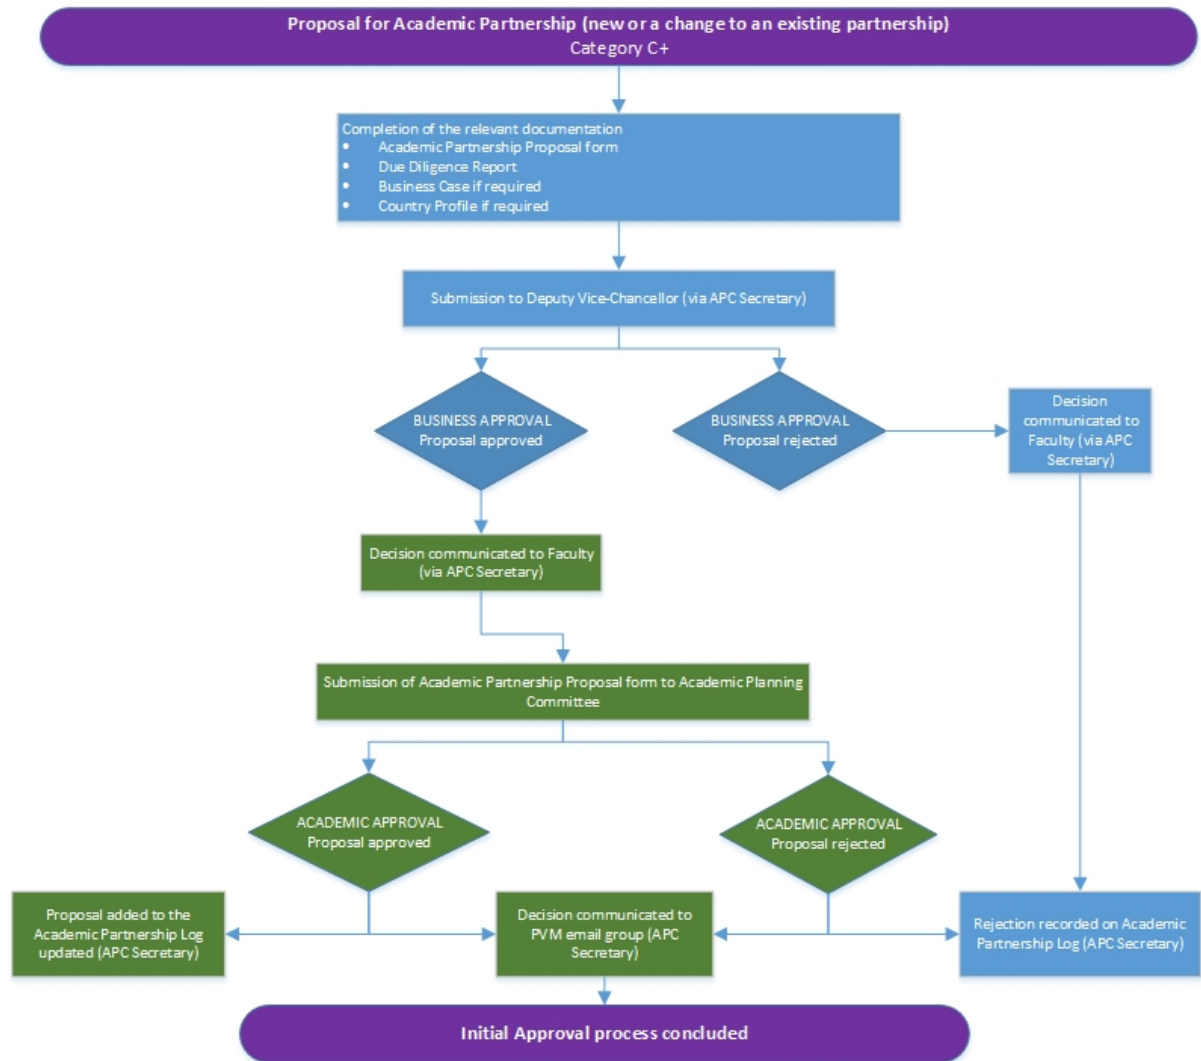 Proposal for Academic Partnership (new or a change to an existing partnership)
Category C+
Completion of the relevant documentation
• Academic Partnership Proposal form
• Due Diligence Report
• Business Case if required
• Country Profile if required
Submission to Deputy Vice-Chancellor (via APC Secretary)
BUSINESS APPROVAL
Proposal approved
BUSINESS APPROVAL
Proposal rejected
Decision
communicated to
Faculty (via APC
Secretary)
Decision communicated to Faculty
(via APC Secretary)
Submission of Academic Partnership Proposal form to Academic Planning
Committee
ACADEMIC APPROVAL
Proposal approved
ACADEMIC APPROVAL
Proposal rejected
Proposal added to the
Academic Partnership Log
updated (APC Secretary)
Decision communicated to
PVM email group (APC
Secretary)
Rejection recorded on Academic
Partnership Log (APC Secretary)
Initial Approval process concluded